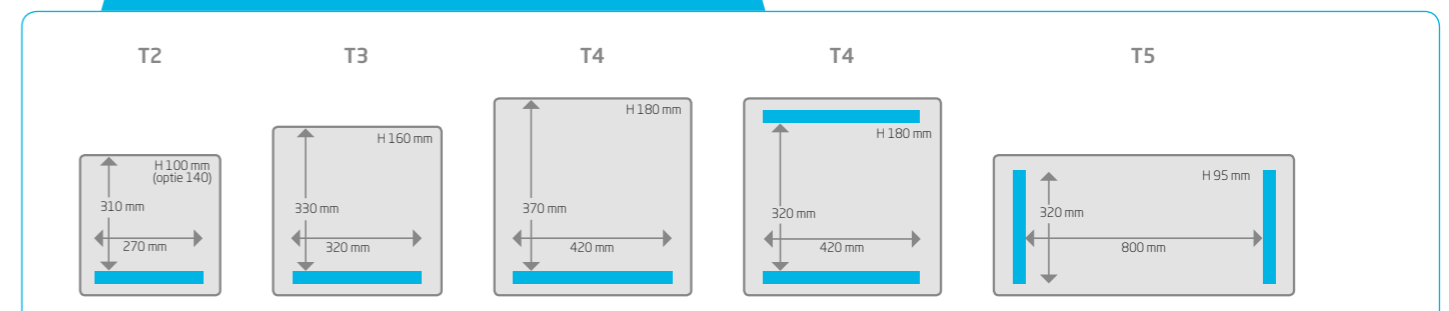 T2
T3
T4
T4
T5
H 100 mm
(optie 140)
310 mm
270 mm
H 160 mm
330 mm
320 mm
H 180 mm
370 mm
420 mm
H 180 mm
320 mm
420 mm
H 95 mm
320 mm
800 mm